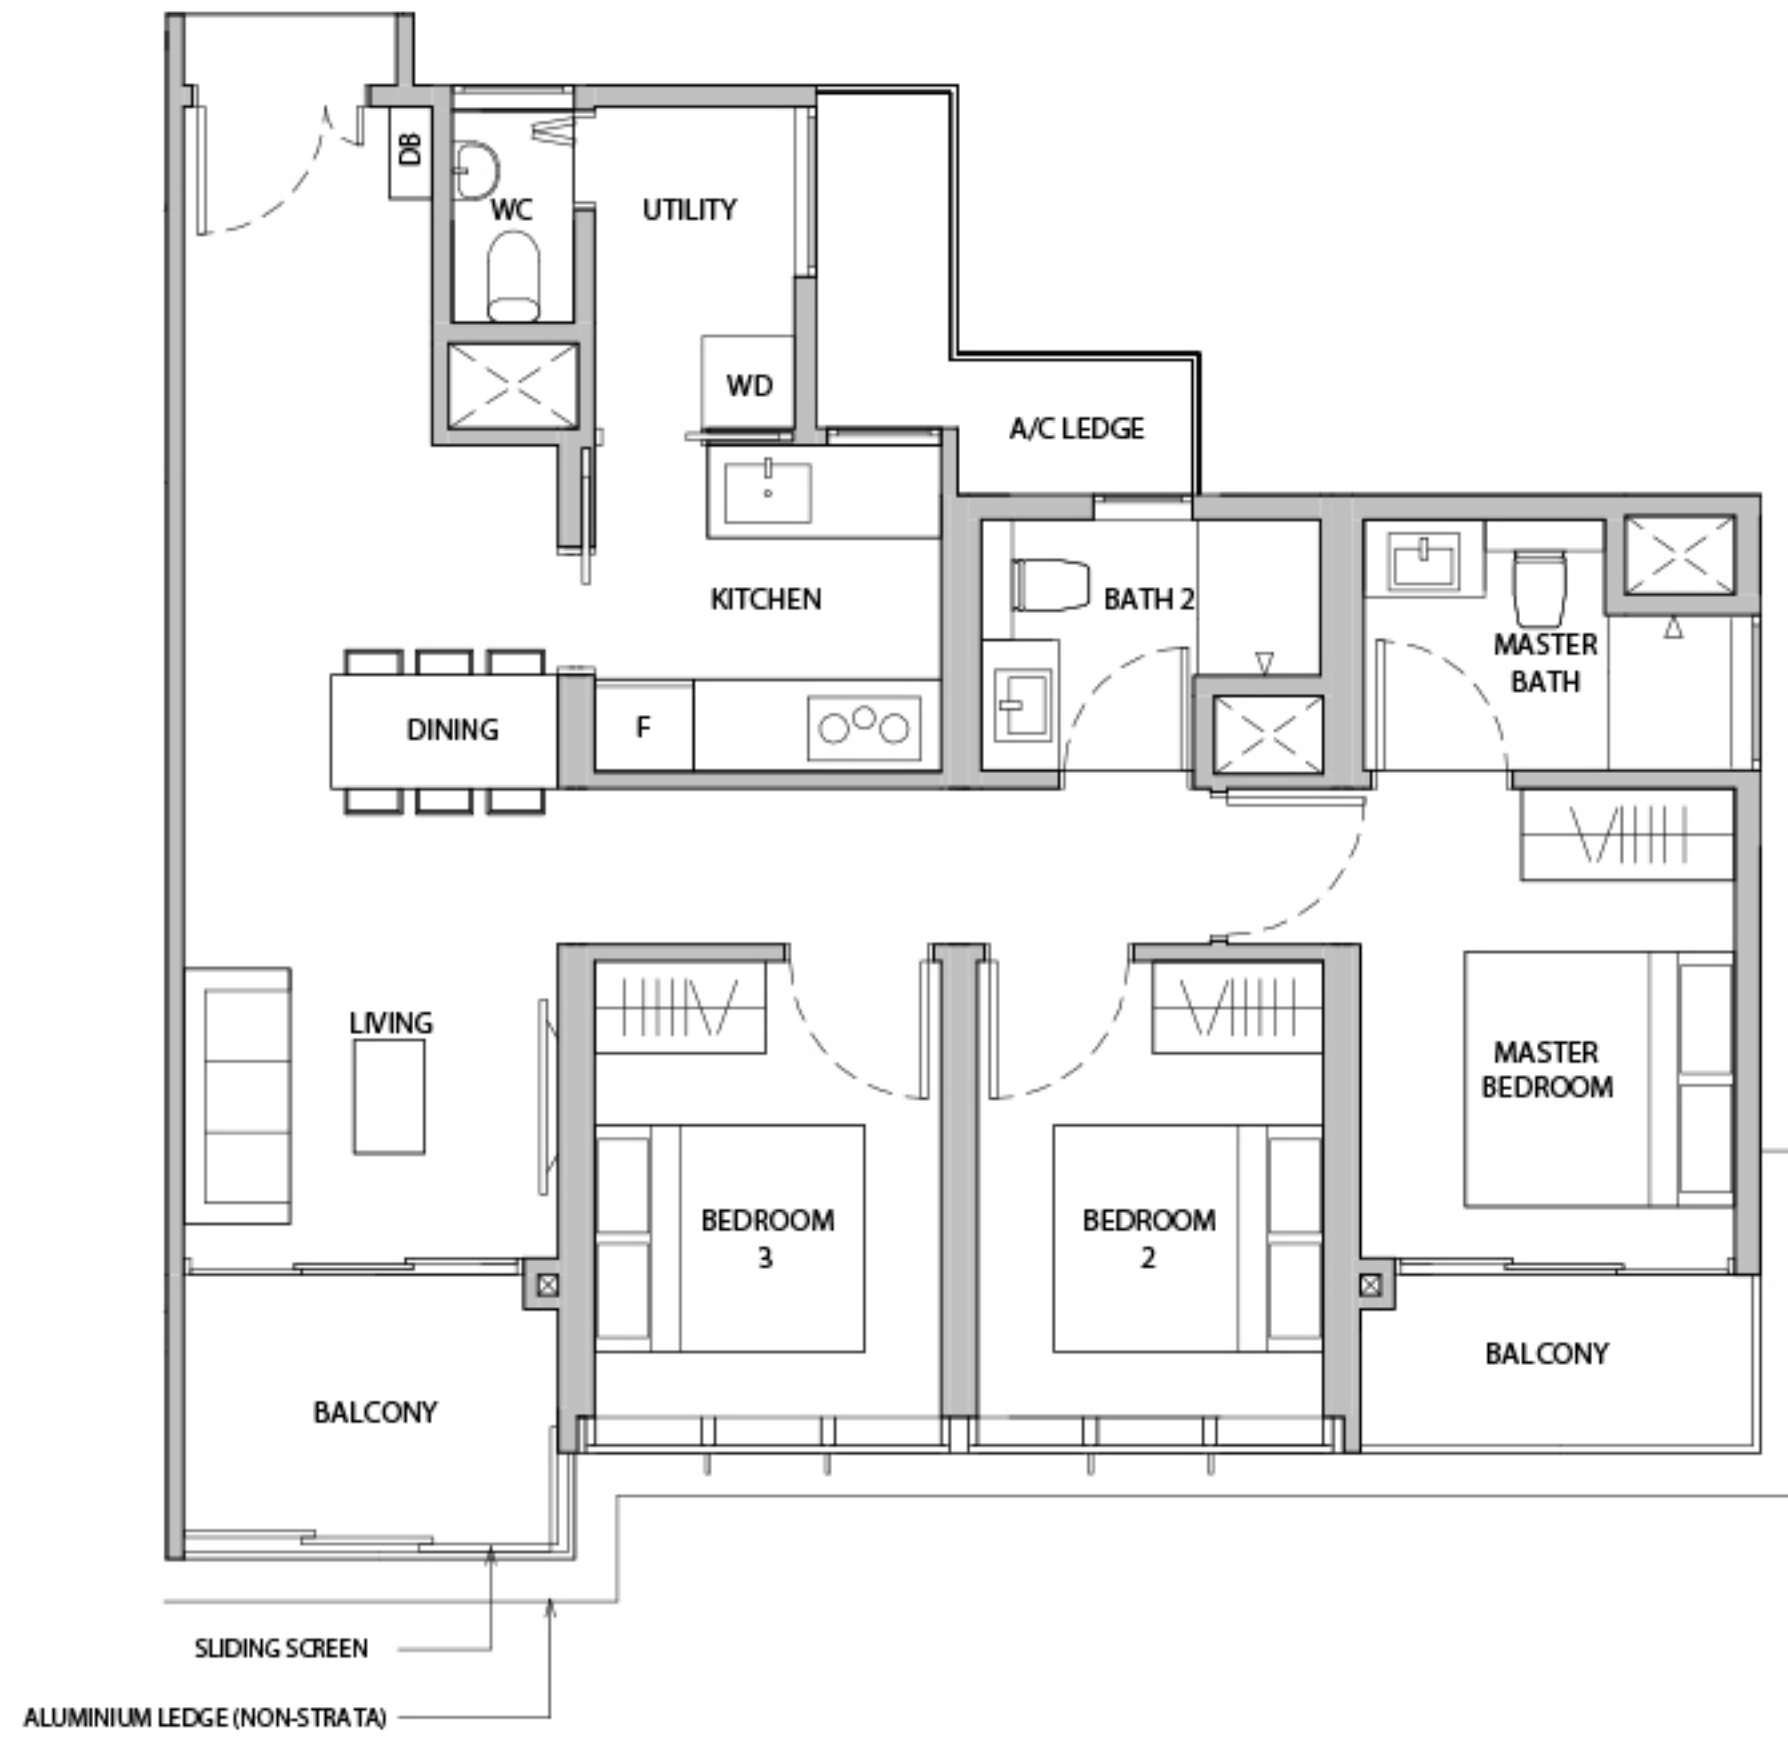 DB
WC
UTILITY
WD
A/C LEDGE
KITCHEN
BATH 2
MASTER
BATH
DINING
F
LIVING
MASTER
BEDROOM
BEDROOM
3
BEDROOM
2
BALCONY
BALCONY
SLIDING SCREEN
ALUMINIUM LEDGE (NON-STRATA)